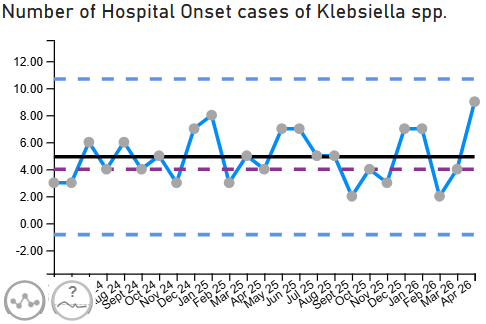 Number of Hospital Onset cases of Klebsiella spp.
12.00
10.00
8.00
6.00
4.00
2.00
0.00
-2.00
Sept 24
Oct 24
Nov 24
Dec 24
Jan 25
Feb 25
Mar 25
Apr 25
May 25
Jun 25
Jul 25
Aug 25
Sept 25
Oct 25
Nov 25
Dec 25
Jan 26
Feb 26
Mar 26
Apr 26
?